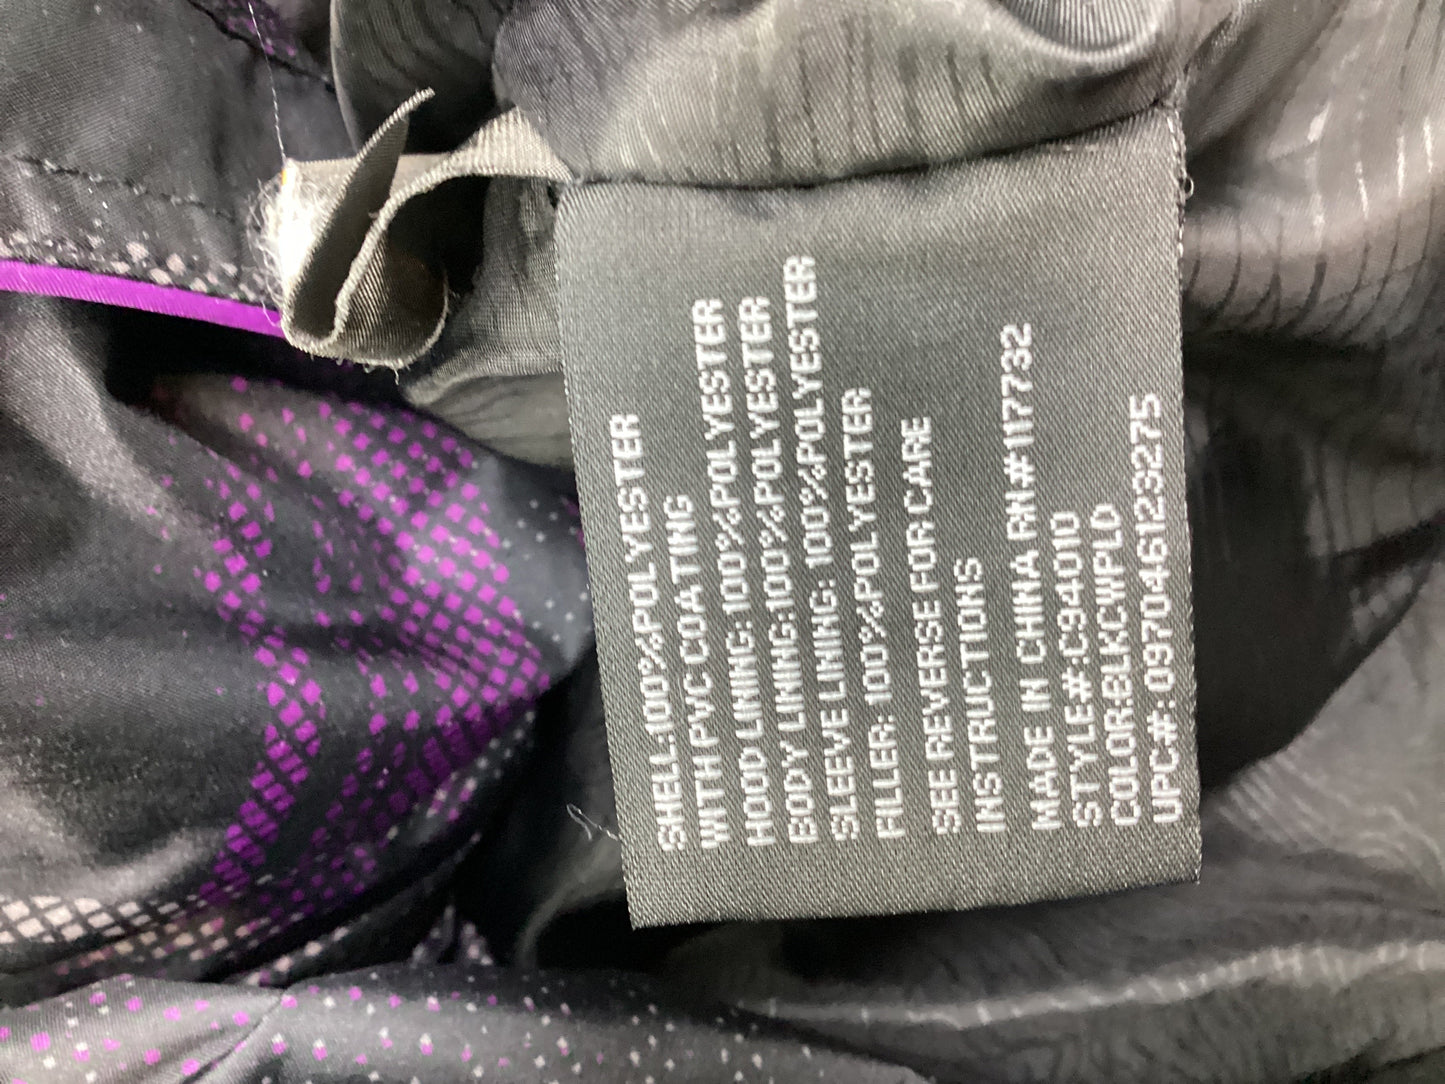 SHELL:100%POLYESTER
WITH PVC COATING
HOOD LINING: 100%POLYESTER
BODY LINING:100%POLYESTER
SLEEVE LINING: 100%POLYESTER
FILLER: 100%POLYESTER
SEE REVERSE FOR CARE
INSTRUCTIONS
MADE IN CHINA RN#117732
STYLE#:C94010
COLOR:BLKCWPLD
UPC#: 097046123275